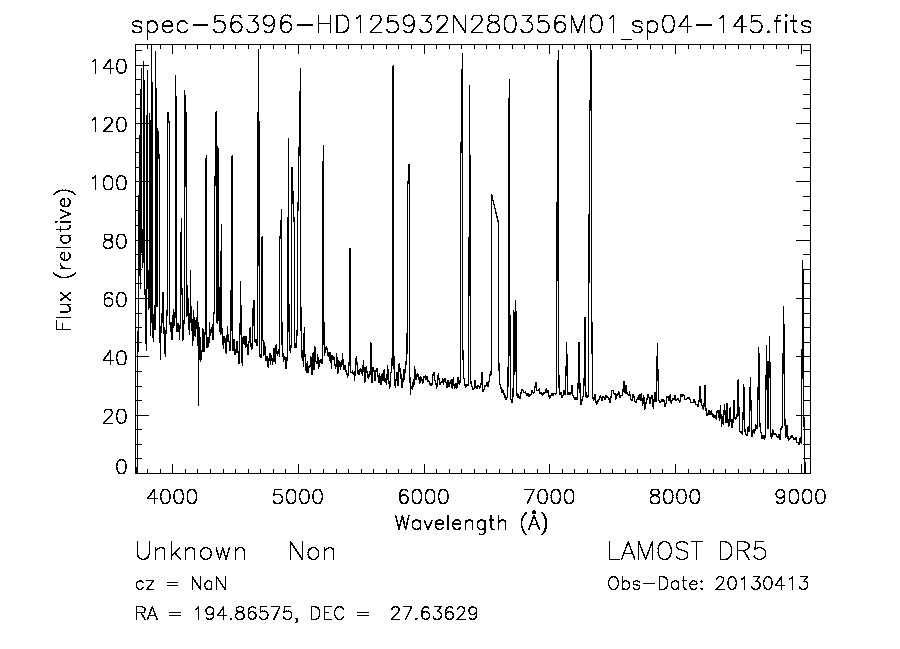 spec-56396-HD125932N280356M01_sp04-145.fits
140
120
100
80
60
40
20
0
Flux (relative)
4000 5000 6000 7000 8000 9000
Wavelength (Å)
Unknown Non LAMOST DR5
cz = NaN Obs-Date: 20130413
RA = 194.86575, DEC = 27.63629